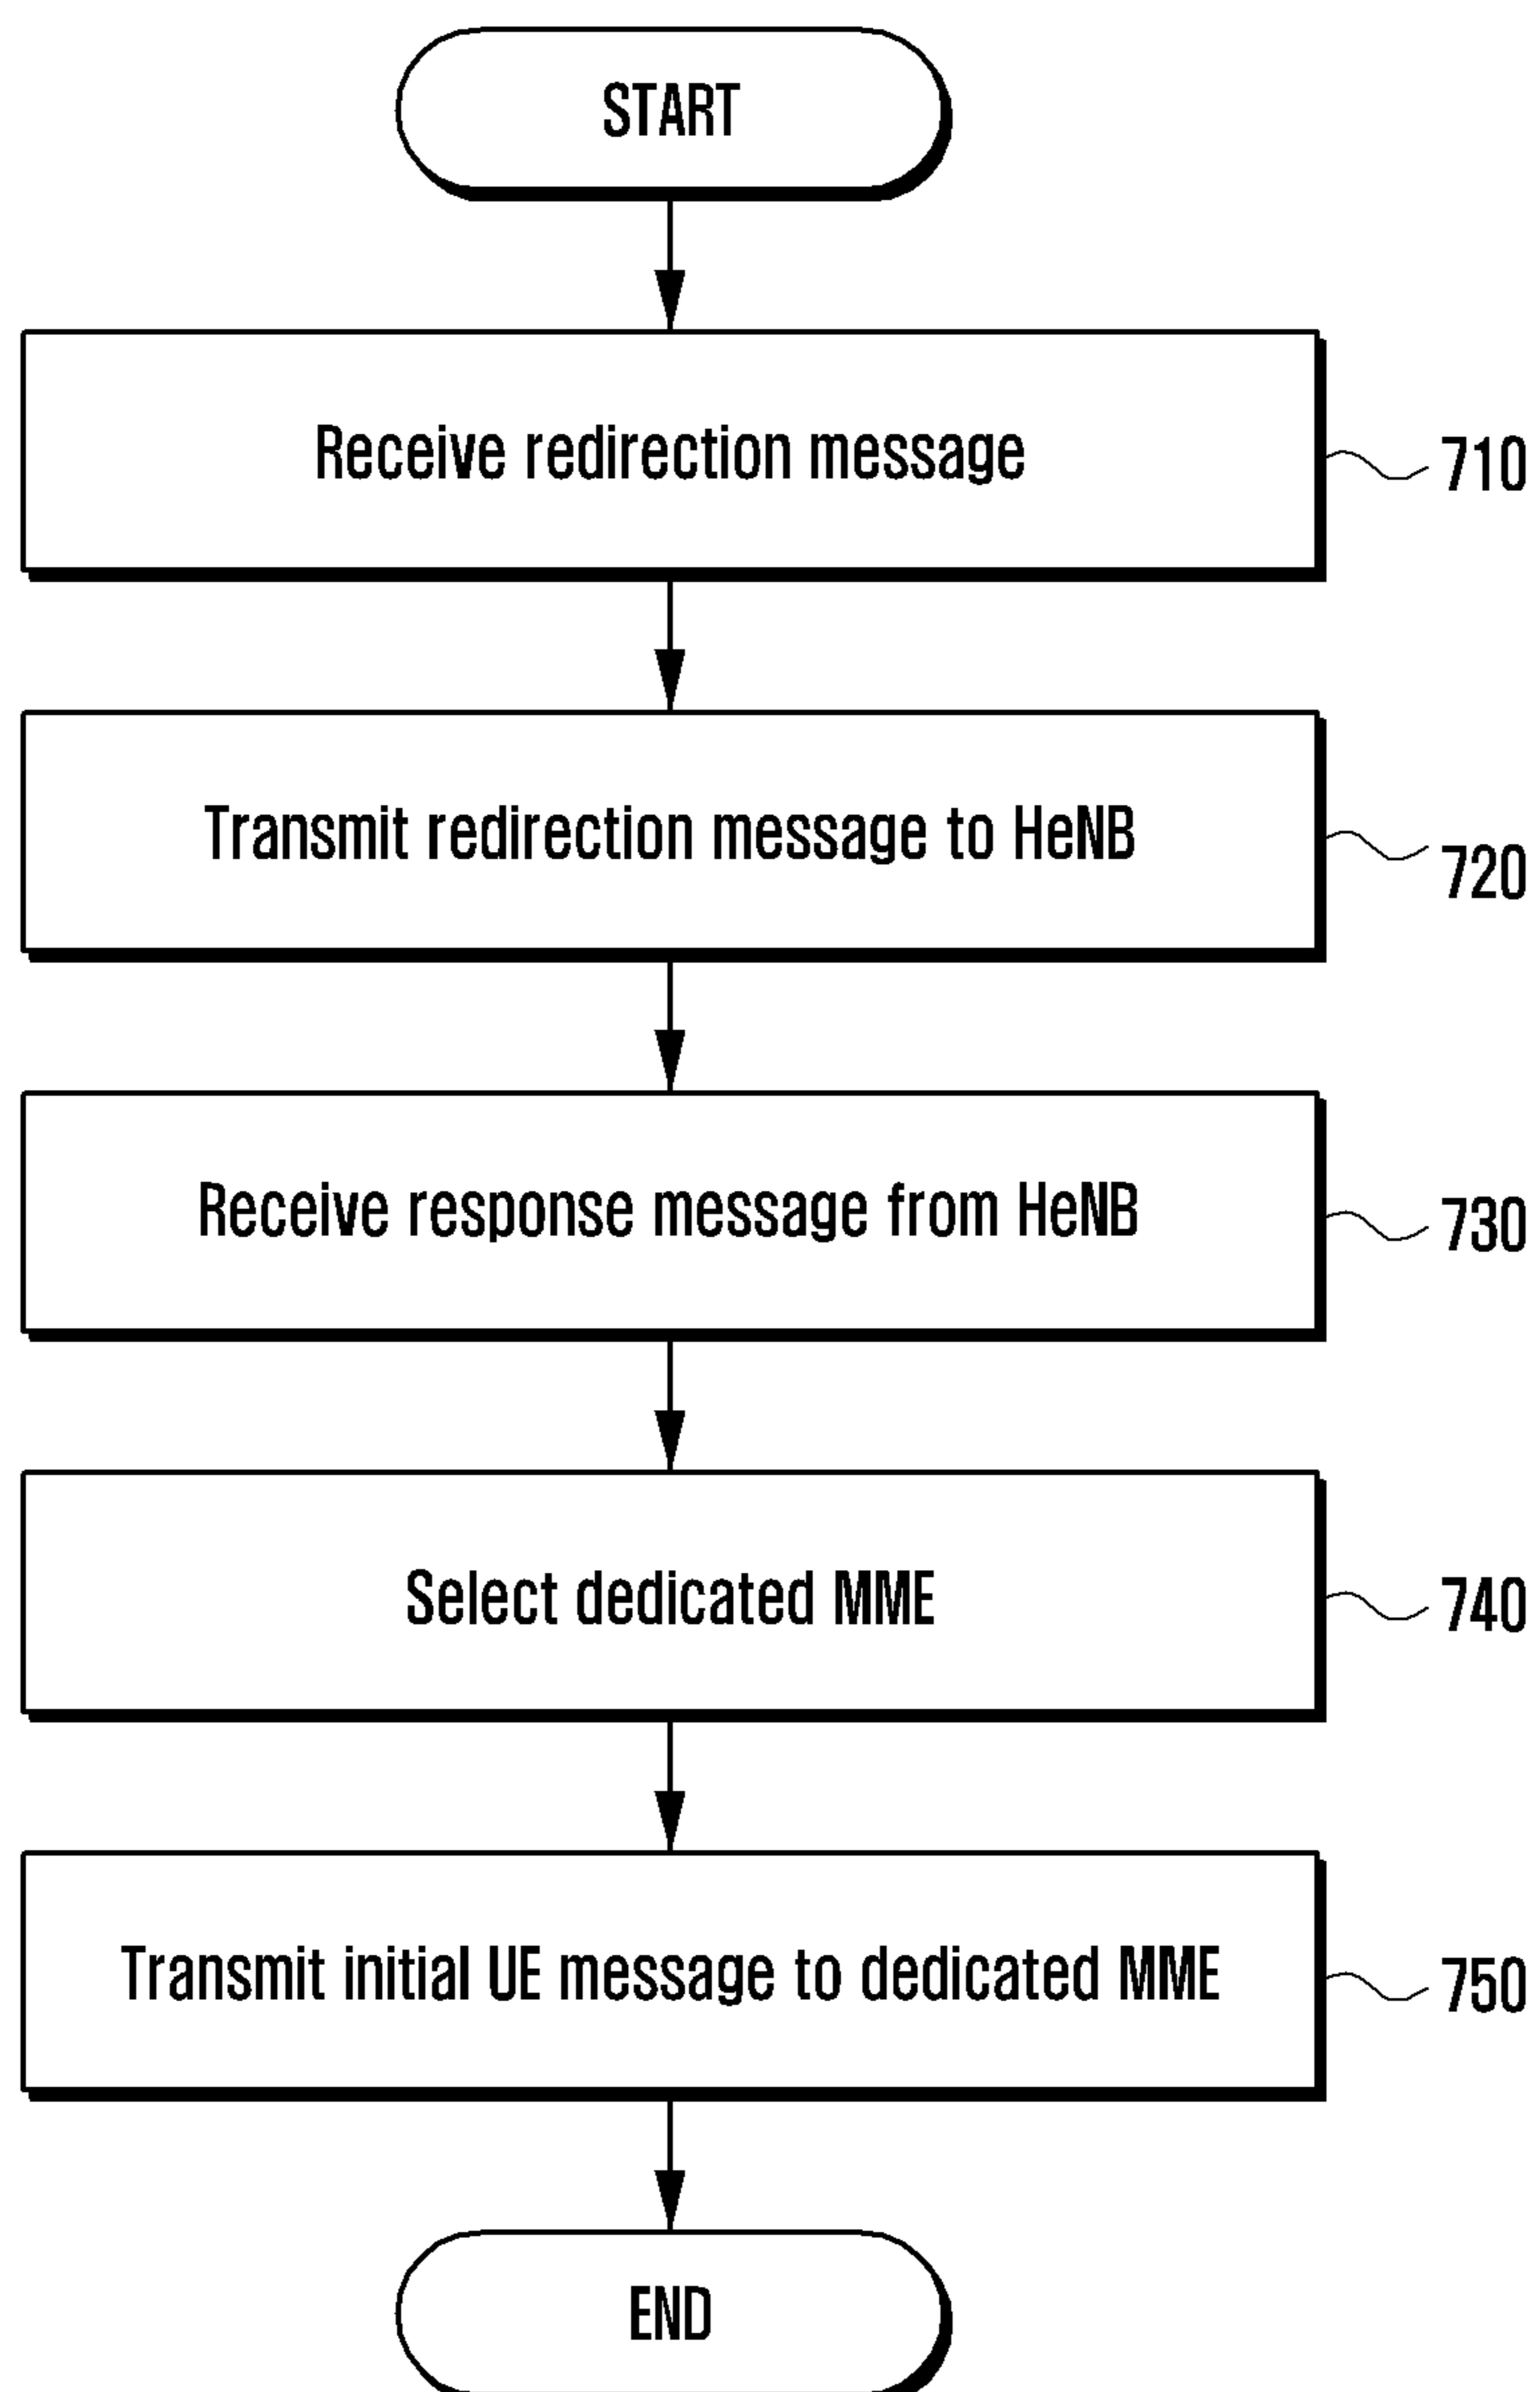 START
Receive redirection message
710
Transmit redirection message to HeNB
720
Receive response message from HeNB
730
Select dedicated MME
740
Transmit initial UE message to dedicated MME
750
END